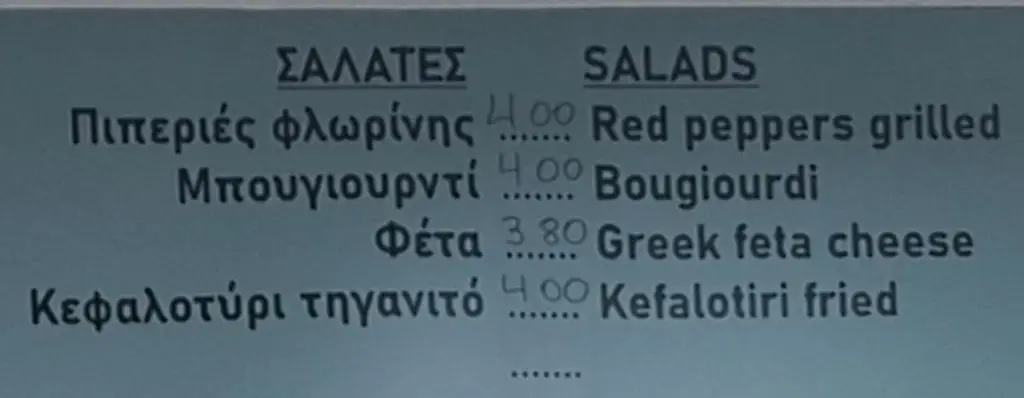 ΣΑΛΑΤΕΣ SALADS
Πιπεριές φλωρίνης 4.00 Red peppers grilled
Μπουγιουρντί 4.00 Bougiourdi
Φέτα 3.80 Greek feta cheese
Κεφαλοτύρι τηγανιτό 4.00 Kefalotiri fried
.......